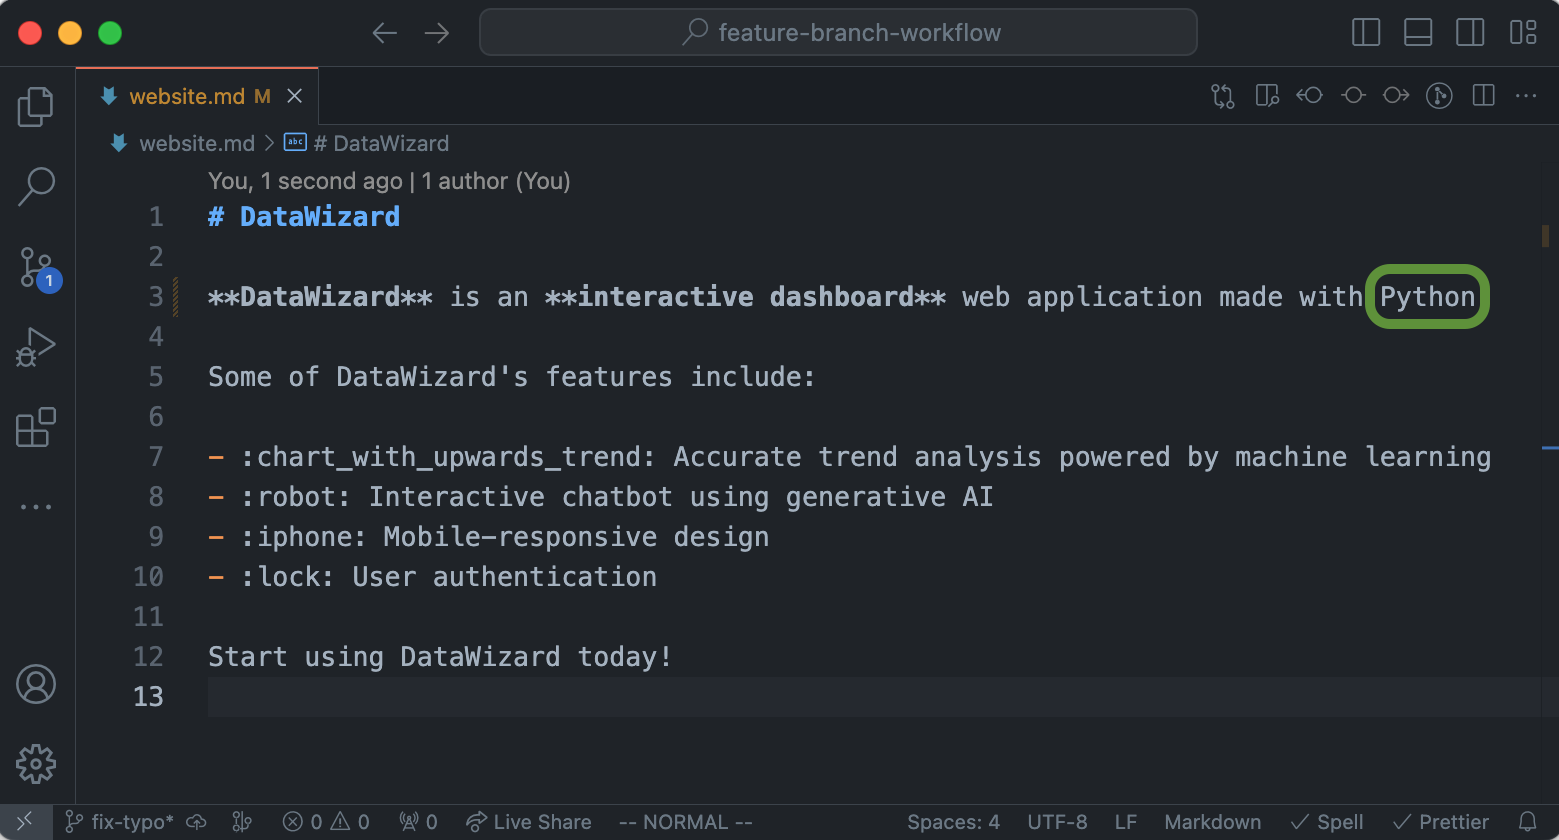 feature-branch-workflow
website.md M
website.md > abc # DataWizard
You, 1 second ago | 1 author (You)
1 # DataWizard
2
3 **DataWizard** is an **interactive dashboard** web application made with Python
4
5 Some of DataWizard's features include:
6
7 - :chart_with_upwards_trend: Accurate trend analysis powered by machine learning
8 - :robot: Interactive chatbot using generative AI
9 - :iphone: Mobile-responsive design
10 - :lock: User authentication
11
12 Start using DataWizard today!
13
1
fix-typo* 0 0 0 Live Share -- NORMAL -- Spaces: 4 UTF-8 LF Markdown Spell Prettier